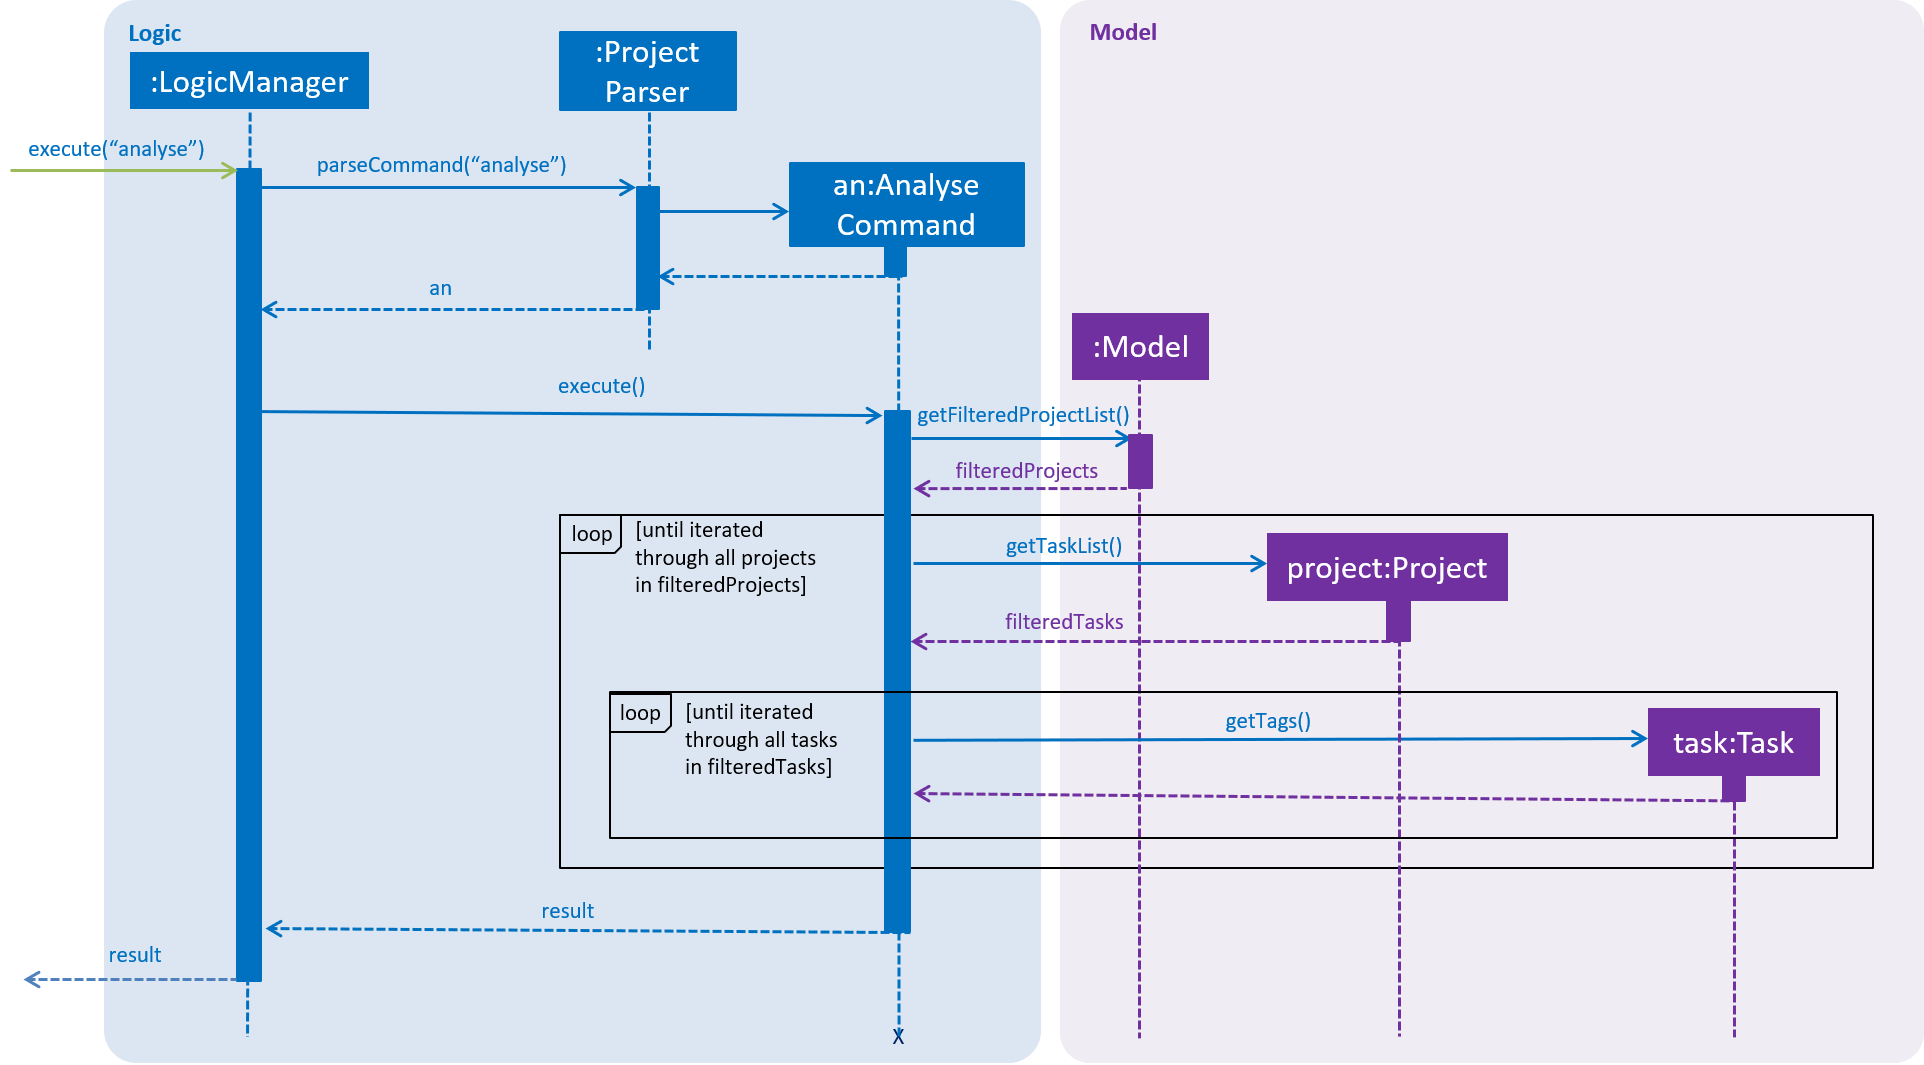 Logic
Model
:LogicManager
:Project
Parser
execute(“analyse”)
parseCommand(“analyse”)
an:Analyse
Command
an
:Model
execute()
getFilteredProjectList()
filteredProjects
loop
[until iterated
through all projects
in filteredProjects]
getTaskList()
project:Project
filteredTasks
loop
[until iterated
through all tasks
in filteredTasks]
getTags()
task:Task
result
result
X